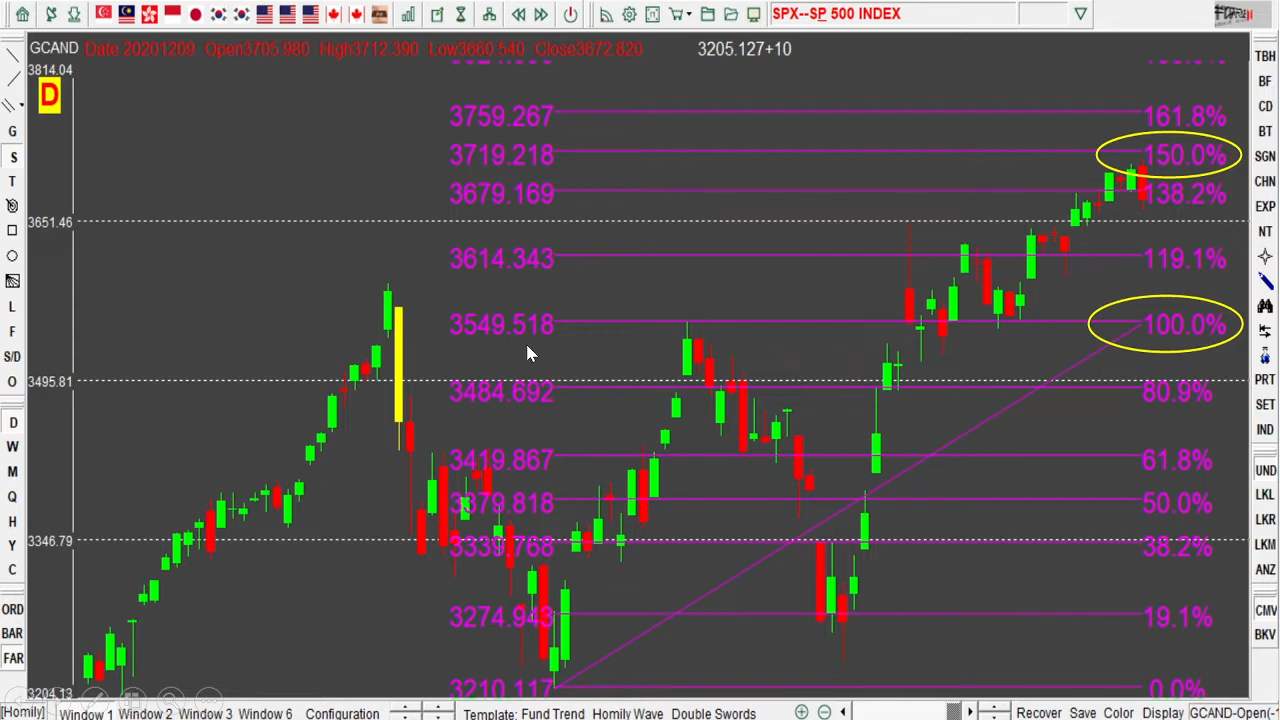 SPX--SP 500 INDEX
GCAND Date 20201209 Open3705.980 High3712.390 Low3660.540 Close3672.820 3205.127+10
3814.04
D
3759.267 161.8%
3719.218 150.0%
3679.169 138.2%
3651.46
3614.343 119.1%
3549.518 100.0%
3495.81
3484.692 80.9%
3419.867 61.8%
3379.818 50.0%
3346.79
3339.768 38.2%
3274.943 19.1%
3204.13
3210.117 0.0%
G
S
T
L
F
S/D
O
D
W
M
Q
H
Y
C
ORD
BAR
FAR
TBH
BF
CD
BT
SGN
CHN
EXP
NT
PRT
SET
IND
UND
LKL
LKR
LKM
ANZ
CMV
BKV
[Homily] Window 1 Window 2 Window 3 Window 6 Configuration Template: Fund Trend Homily Wave Double Swords Recover Save Color Display GCAND-Open(-1